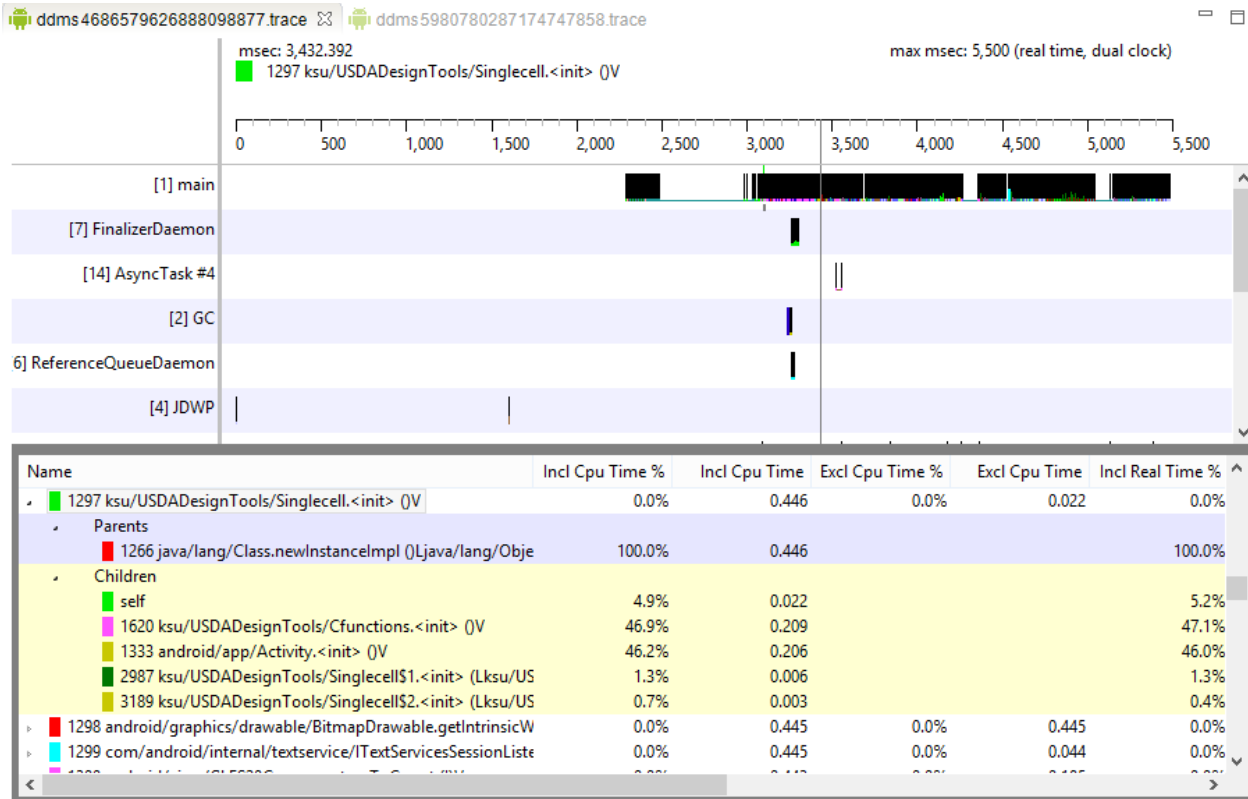 ddms4686579626888098877.trace ddms5980780287174747858.trace
msec: 3,432.392 max msec: 5,500 (real time, dual clock)
1297 ksu/USDADesignTools/Singlecell.<init> ()V
0 500 1,000 1,500 2,000 2,500 3,000 3,500 4,000 4,500 5,000 5,500
[1] main
[7] FinalizerDaemon
[14] AsyncTask #4
[2] GC
6] ReferenceQueueDaemon
[4] JDWP
Name Incl Cpu Time % Incl Cpu Time Excl Cpu Time % Excl Cpu Time Incl Real Time %
1297 ksu/USDADesignTools/Singlecell.<init> ()V 0.0% 0.446 0.0% 0.022 0.0%
Parents
1266 java/lang/Class.newInstanceImpl ()Ljava/lang/Obje 100.0% 0.446 100.0%
Children
self 4.9% 0.022 5.2%
1620 ksu/USDADesignTools/Cfunctions.<init> ()V 46.9% 0.209 47.1%
1333 android/app/Activity.<init> ()V 46.2% 0.206 46.0%
2987 ksu/USDADesignTools/Singlecell$1.<init> (Lksu/US 1.3% 0.006 1.3%
3189 ksu/USDADesignTools/Singlecell$2.<init> (Lksu/US 0.7% 0.003 0.4%
1298 android/graphics/drawable/BitmapDrawable.getIntrinsicW 0.0% 0.445 0.0% 0.445 0.0%
1299 com/android/internal/textservice/ITextServicesSessionListe 0.0% 0.445 0.0% 0.044 0.0%